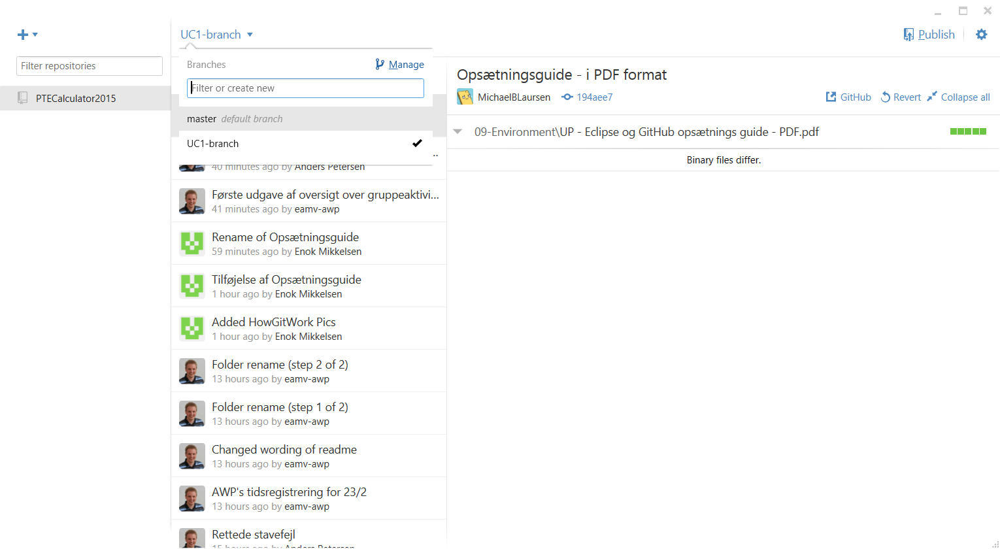 UC1-branch
Publish
Filter repositories
PTECalculator2015
Branches
Manage
Filter or create new
master default branch
UC1-branch
..
40 minutes ago by Anders Petersen
Første udgave af oversigt over gruppeaktivi...
41 minutes ago by eamv-awp
Rename of Opsætningsguide
59 minutes ago by Enok Mikkelsen
Tilføjelse af Opsætningsguide
1 hour ago by Enok Mikkelsen
Added HowGitWork Pics
1 hour ago by Enok Mikkelsen
Folder rename (step 2 of 2)
13 hours ago by eamv-awp
Folder rename (step 1 of 2)
13 hours ago by eamv-awp
Changed wording of readme
13 hours ago by eamv-awp
AWP's tidsregistrering for 23/2
13 hours ago by eamv-awp
Rettede stavefejl
15 hours ago by Anders Petersen
Opsætningsguide - i PDF format
MichaelBLaursen 194aee7
GitHub Revert Collapse all
09-Environment\UP - Eclipse og GitHub opsætnings guide - PDF.pdf
Binary files differ.